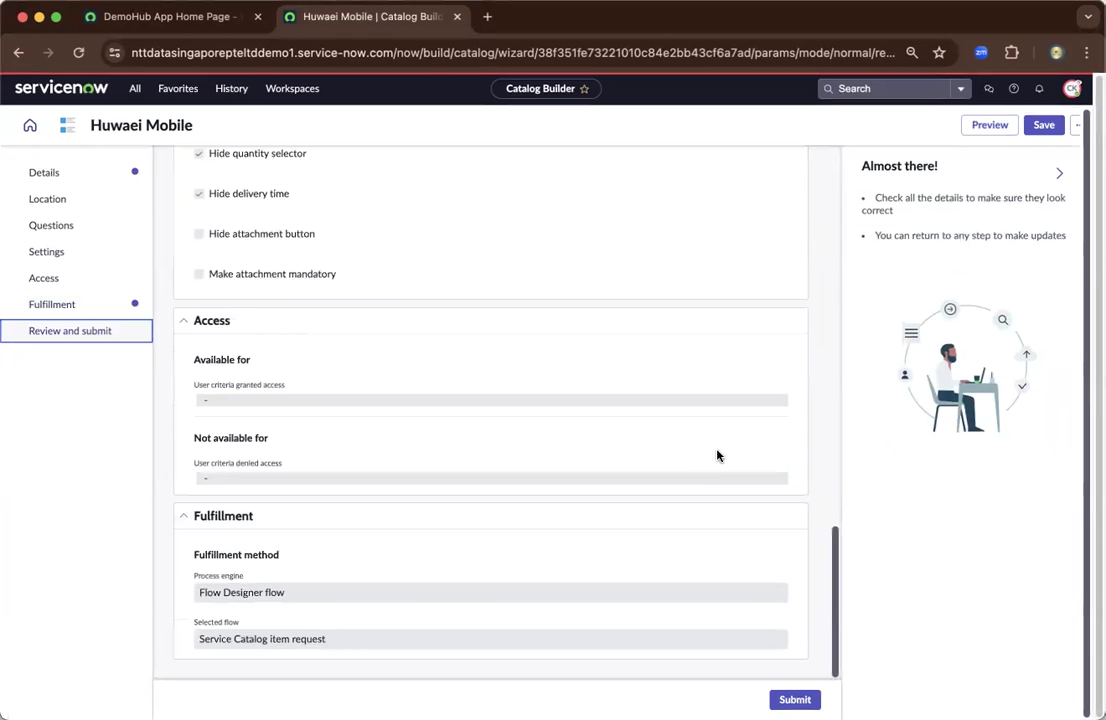 DemoHub App Home Page -
Huwaei Mobile | Catalog Build
nttdatasingaporepteltddemo1.service-now.com/now/build/catalog/wizard/38f351fe73221010c84e2bb43cf6a7ad/params/mode/normal/re...
zm
servicenow
All
Favorites
History
Workspaces
Catalog Builder
Search
CK
Huwaei Mobile
Preview
Save
Details
Location
Questions
Settings
Access
Fulfillment
Review and submit
Hide quantity selector
Hide delivery time
Hide attachment button
Make attachment mandatory
Access
Available for
User criteria granted access
-
Not available for
User criteria denied access
-
Fulfillment
Fulfillment method
Process engine
Flow Designer flow
Selected flow
Service Catalog item request
Submit
Almost there!
• Check all the details to make sure they look
correct
• You can return to any step to make updates